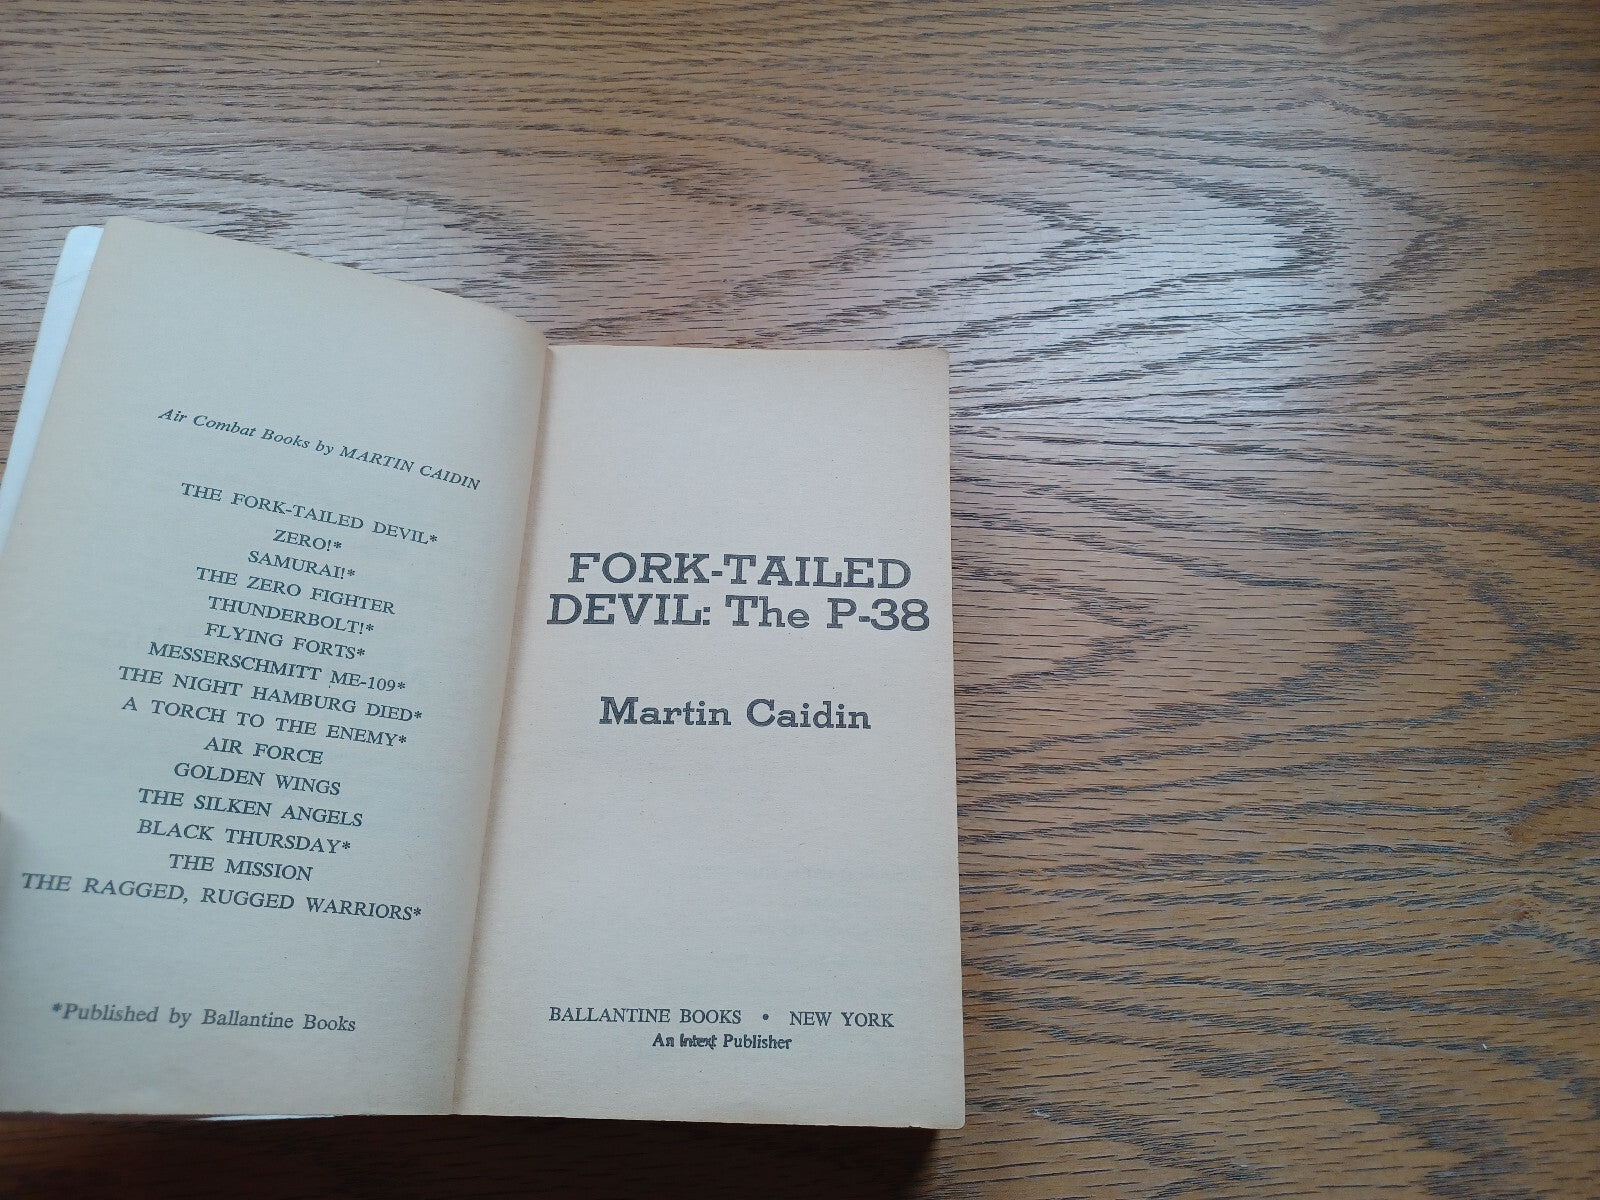 Air Combat Books by MARTIN CAIDIN
THE FORK-TAILED DEVIL*
ZERO!*
SAMURAI!*
THE ZERO FIGHTER
THUNDERBOLT!*
FLYING FORTS*
MESSERSCHMITT ME-109*
THE NIGHT HAMBURG DIED*
A TORCH TO THE ENEMY*
AIR FORCE
GOLDEN WINGS
THE SILKEN ANGELS
BLACK THURSDAY*
THE MISSION
THE RAGGED, RUGGED WARRIORS*
*Published by Ballantine Books
FORK-TAILED
DEVIL: The P-38
Martin Caidin
BALLANTINE BOOKS • NEW YORK
An Intext Publisher